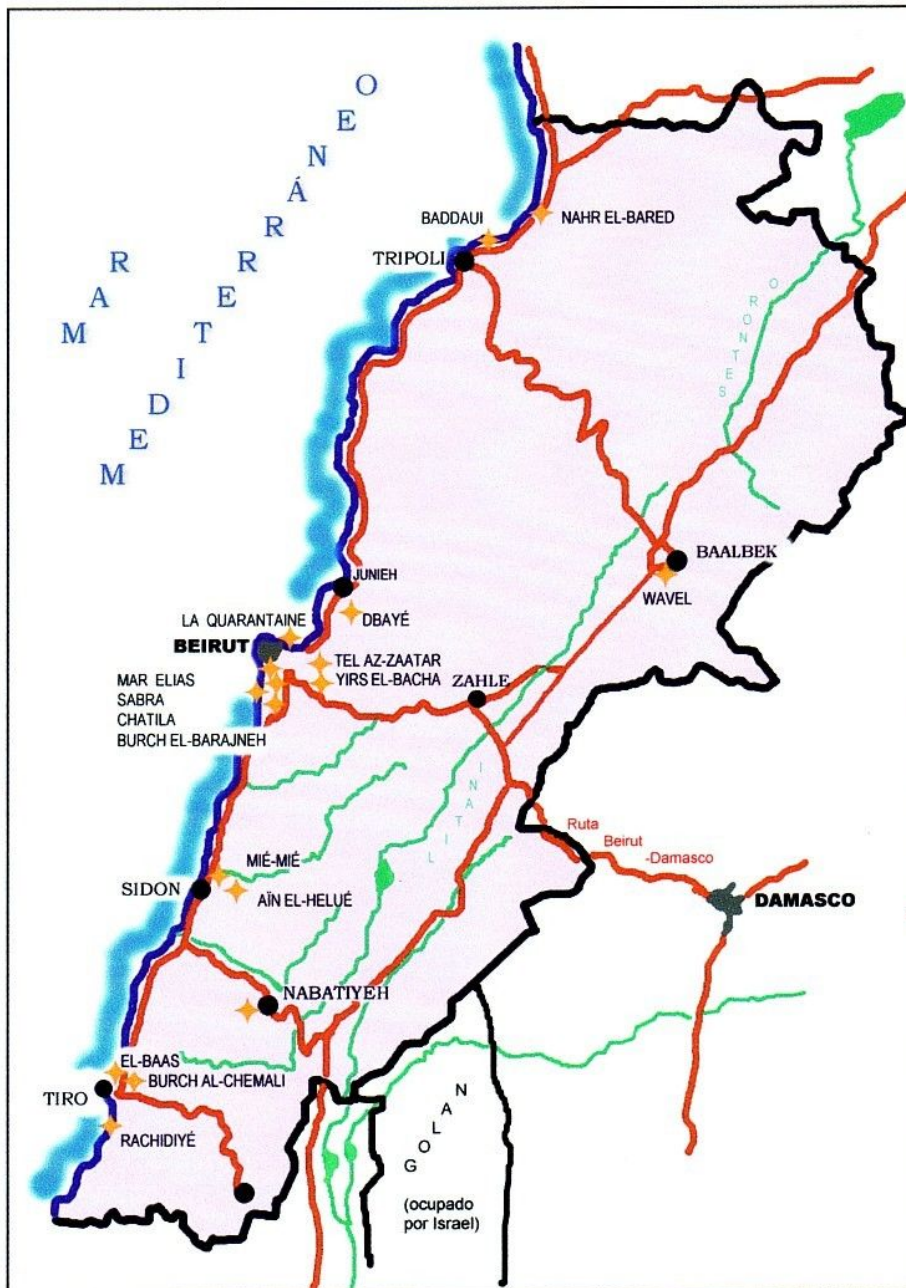 MAR
MEDITERRÁNEO
BADDAUI
NAHR EL-BARED
TRIPOLI
ORONTES
BAALBEK
WAVEL
JUNIEH
DBAYÉ
LA QUARANTAINE
BEIRUT
TEL AZ-ZAATAR
YIRS EL-BACHA
ZAHLE
MAR ELIAS
SABRA
CHATILA
BURCH EL-BARAJNEH
LITANI
Ruta
Beirut
-Damasco
MIÉ-MIÉ
SIDON
AÏN EL-HELUÉ
DAMASCO
NABATIYEH
EL-BAAS
BURCH AL-CHEMALI
TIRO
RACHIDIYÉ
GOLAN
(ocupado
por Israel)